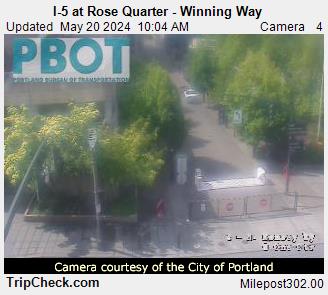 I-5 at Rose Quarter - Winning Way
Updated May 20 2024 10:04 AM Camera 4
PBOT
PORTLAND BUREAU OF TRANSPORTATION
Camera courtesy of the City of Portland
TripCheck.com Milepost302.00